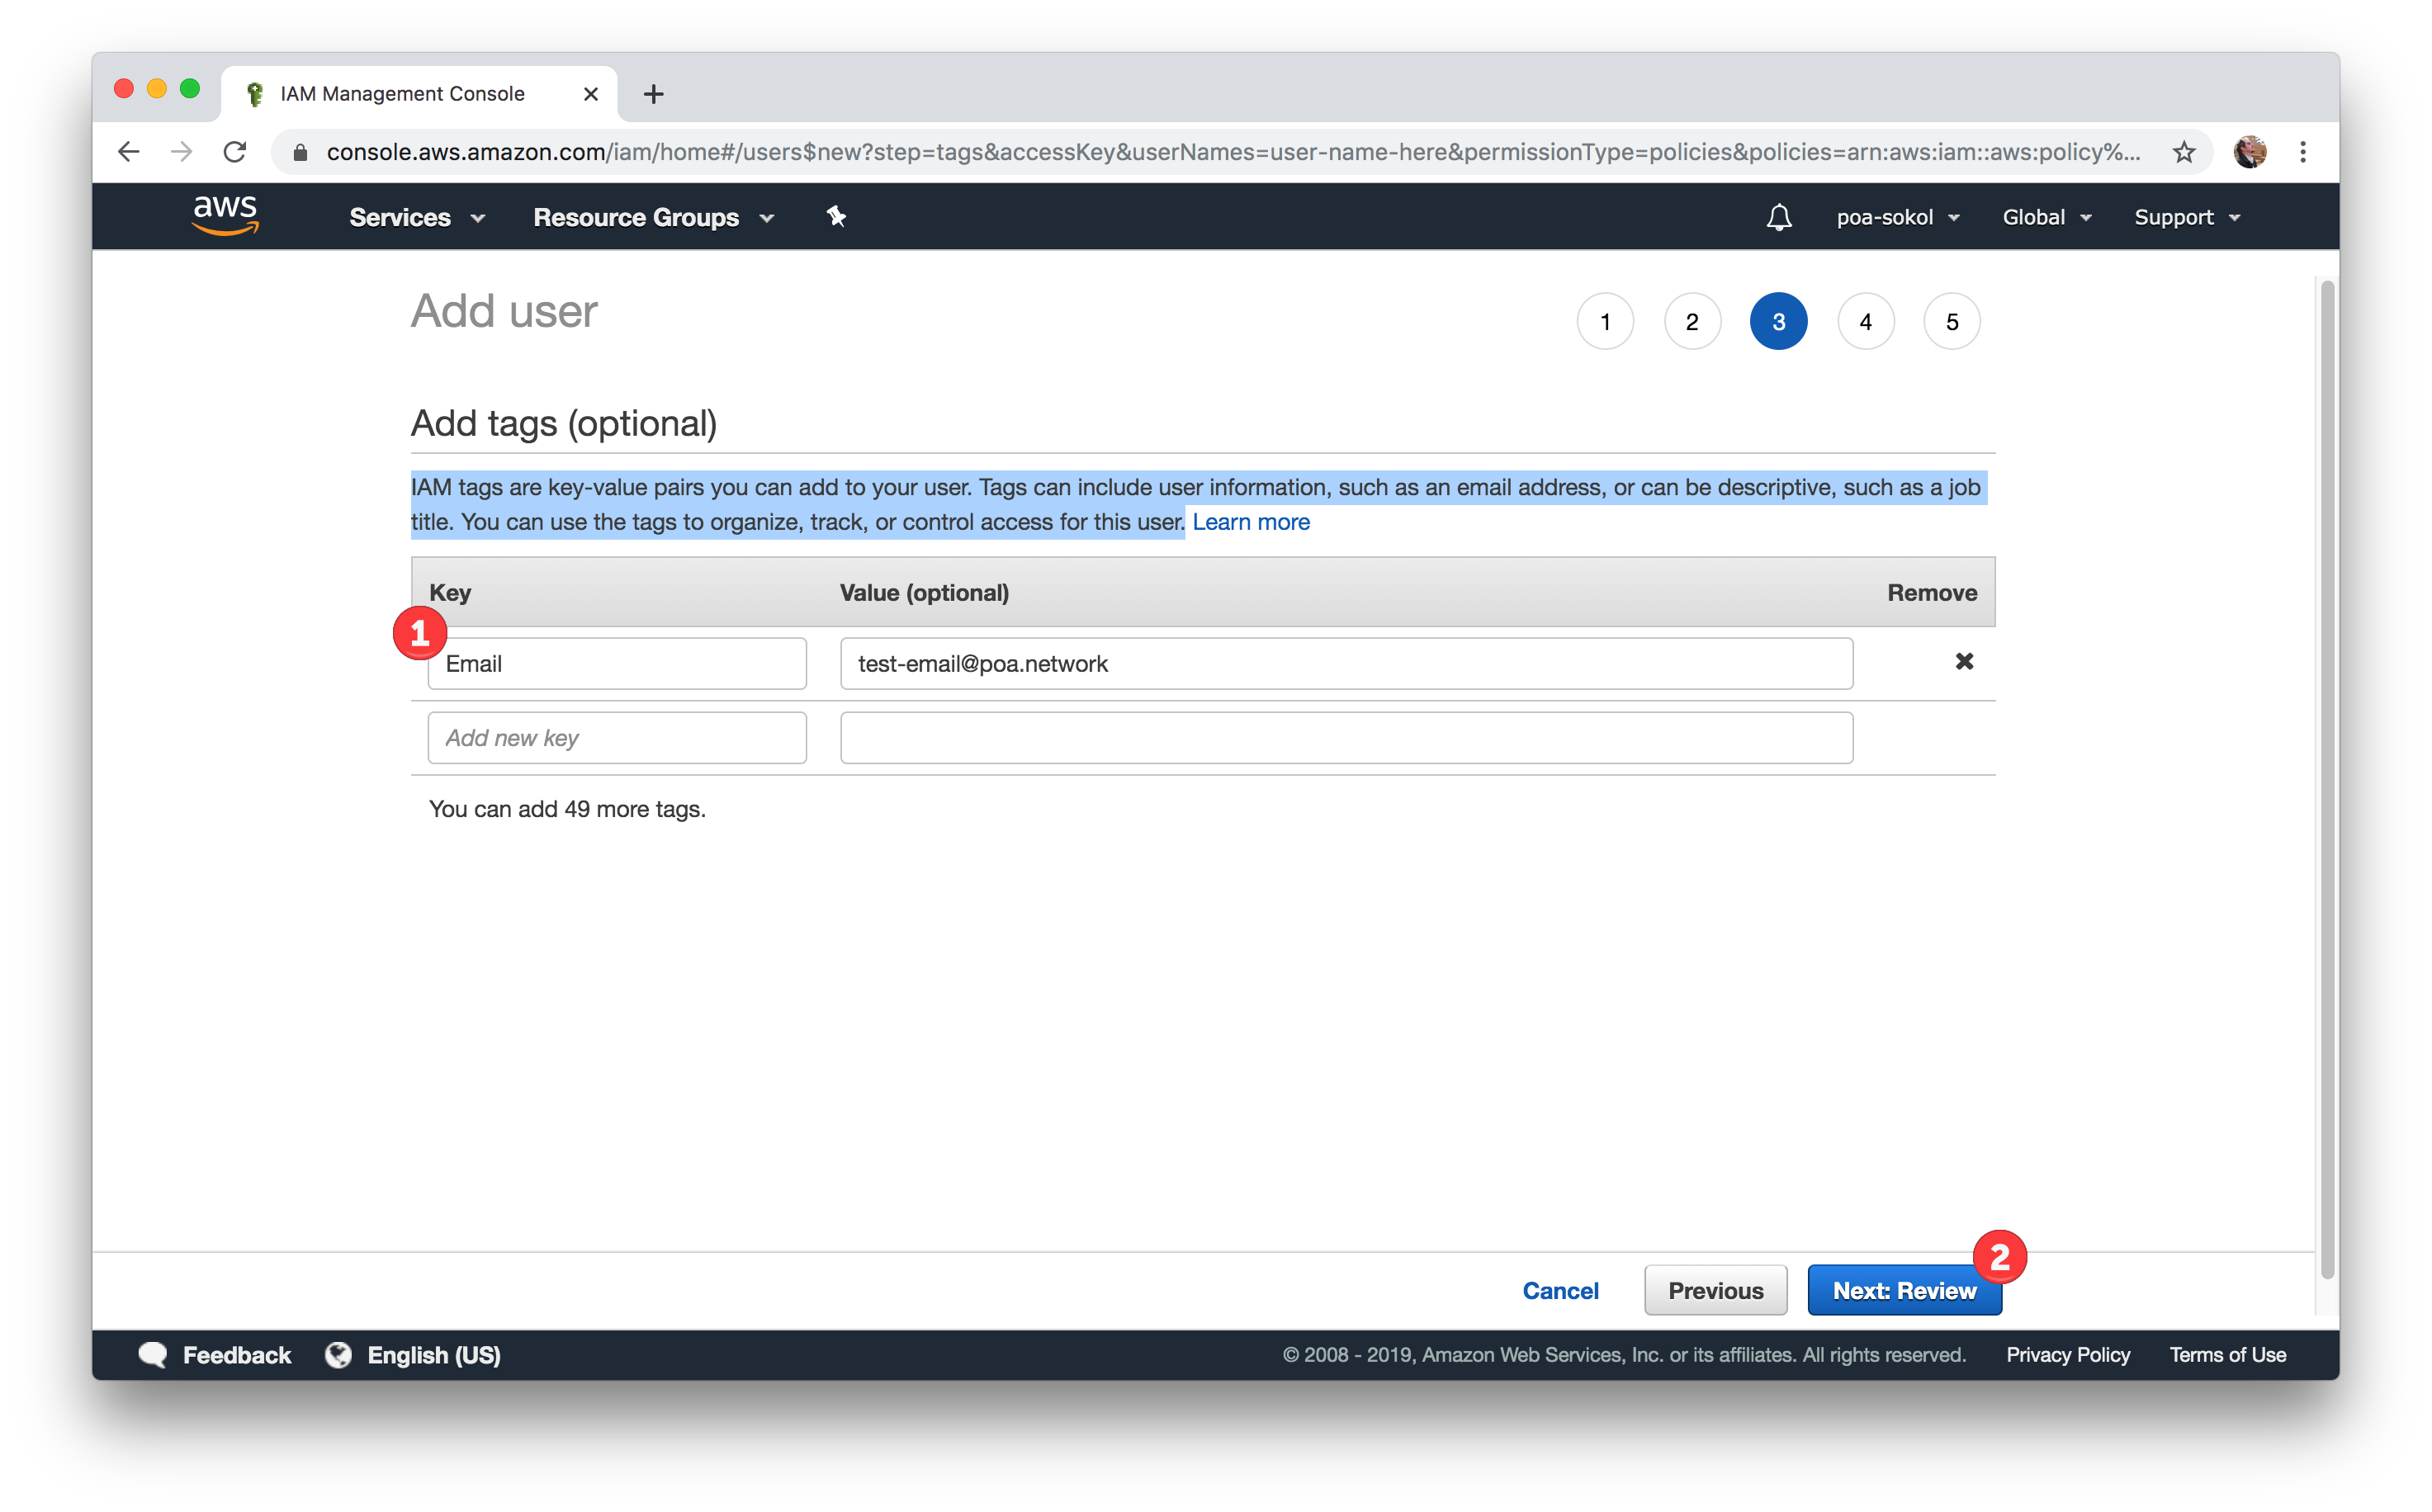 IAM Management Console
console.aws.amazon.com/iam/home#/users$new?step=tags&accessKey&userNames=user-name-here&permissionType=policies&policies=arn:aws:iam::aws:policy%...
aws Services Resource Groups poa-sokol Global Support
Add user 1 2 3 4 5
Add tags (optional)
IAM tags are key-value pairs you can add to your user. Tags can include user information, such as an email address, or can be descriptive, such as a job
title. You can use the tags to organize, track, or control access for this user. Learn more
Key Value (optional) Remove
1
Email test-email@poa.network
Add new key
You can add 49 more tags.
2
Cancel Previous Next: Review
Feedback English (US) © 2008 - 2019, Amazon Web Services, Inc. or its affiliates. All rights reserved. Privacy Policy Terms of Use